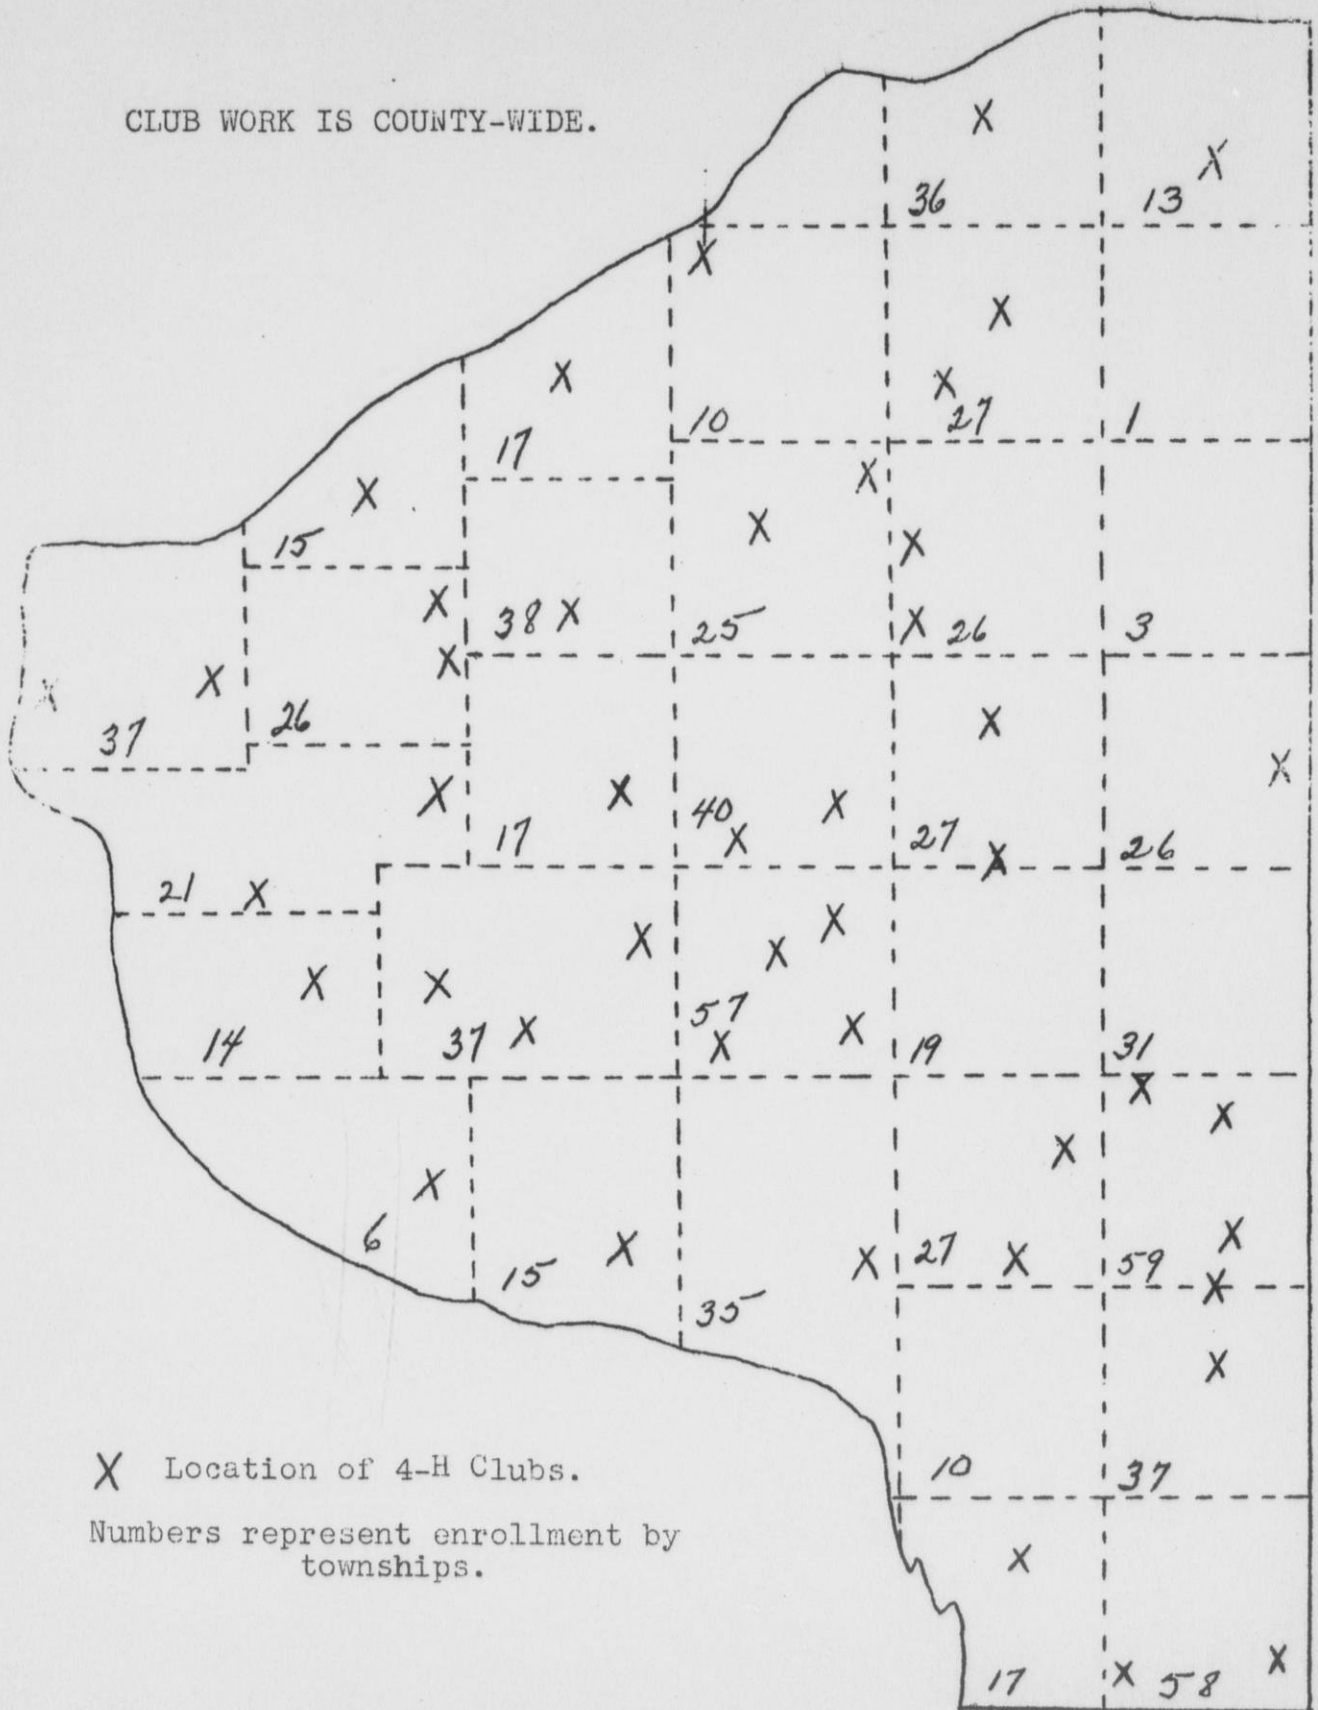 CLUB WORK IS COUNTY-WIDE.
X
X
36
13
X
X
X
X
17
10
27
1
X
X
X
15
X
X
38 X
25
X 26
3
X
X
X
37
26
X
X
X
X
X
40
X
17
27
26
X
21 X
X
X
X
X
X
57
14
37 X
X
X
19
31
X
X
X
X
6
15
X
X
27
X
59
X
X
35
X
10
37
X Location of 4-H Clubs.
Numbers represent enrollment by
townships.
X
17
X 58
X